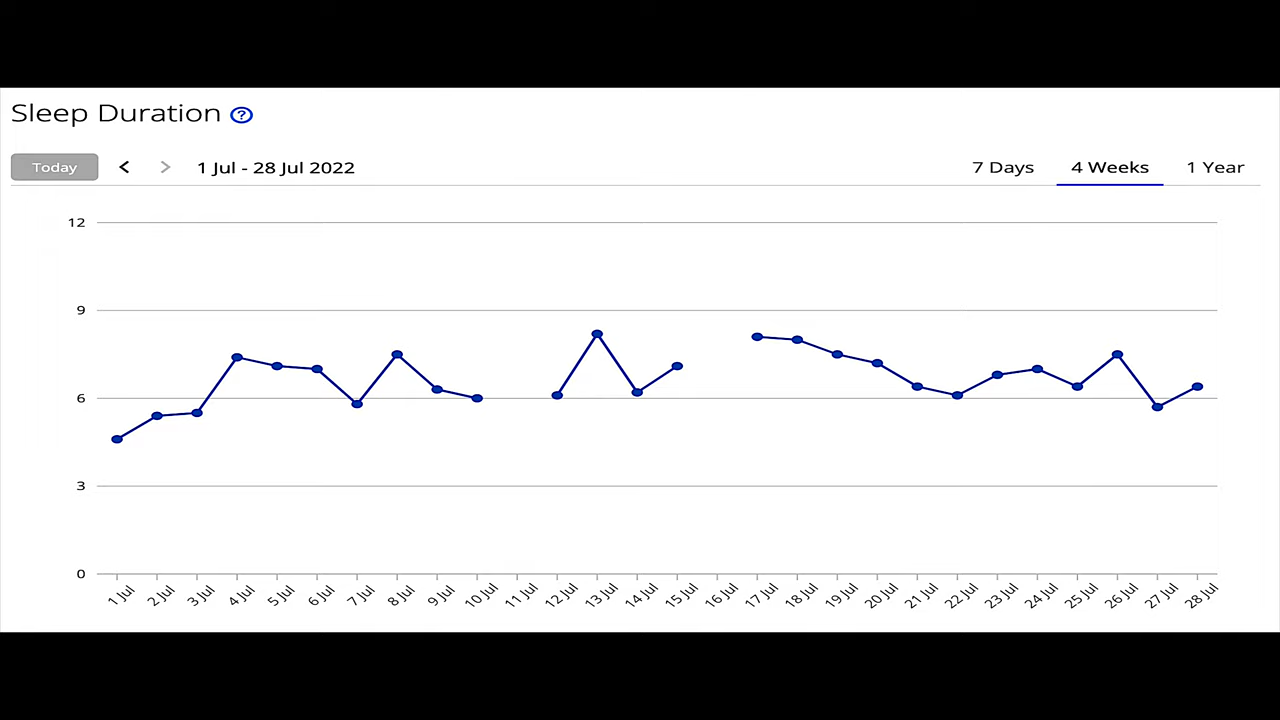 Sleep Duration ?
Today < > 1 Jul - 28 Jul 2022 7 Days 4 Weeks 1 Year
12
9
6
3
0
1 Jul 2 Jul 3 Jul 4 Jul 5 Jul 6 Jul 7 Jul 8 Jul 9 Jul 10 Jul 11 Jul 12 Jul 13 Jul 14 Jul 15 Jul 16 Jul 17 Jul 18 Jul 19 Jul 20 Jul 21 Jul 22 Jul 23 Jul 24 Jul 25 Jul 26 Jul 27 Jul 28 Jul